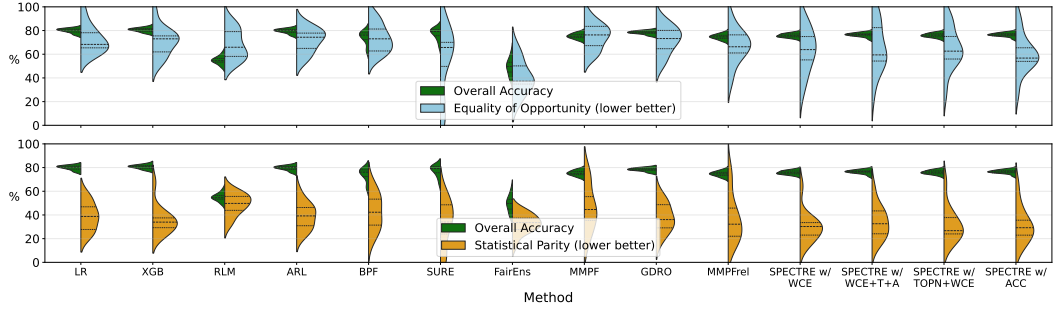 100
80
60
40
20
0
%
Overall Accuracy
Equality of Opportunity (lower better)
100
80
60
40
20
0
%
Overall Accuracy
Statistical Parity (lower better)
LR XGB RLM ARL BPF SURE FairEns MMPF GDRO MMPFrel SPECTRE w/ SPECTRE w/ SPECTRE w/ SPECTRE w/
WCE WCE+T+A TOPN+WCE ACC
Method